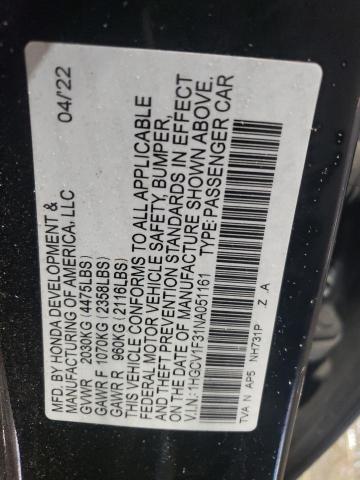 MFD.BY HONDA DEVELOPMENT & 04/'22
MANUFACTURING OF AMERICA, LLC
GVWR 2030KG (4475LBS)
GAWR F 1070KG (2358LBS)
GAWR R 960KG (2116LBS)
THIS VEHICLE CONFORMS TO ALL APPLICABLE
FEDERAL MOTOR VEHICLE SAFETY, BUMPER,
AND THEFT PREVENTION STANDARDS IN EFFECT
ON THE DATE OF MANUFACTURE SHOWN ABOVE.
V.I.N.:1HGCV1F31NA051161 TYPE:PASSENGER CAR
TVA N AP5 NH731P Z .A